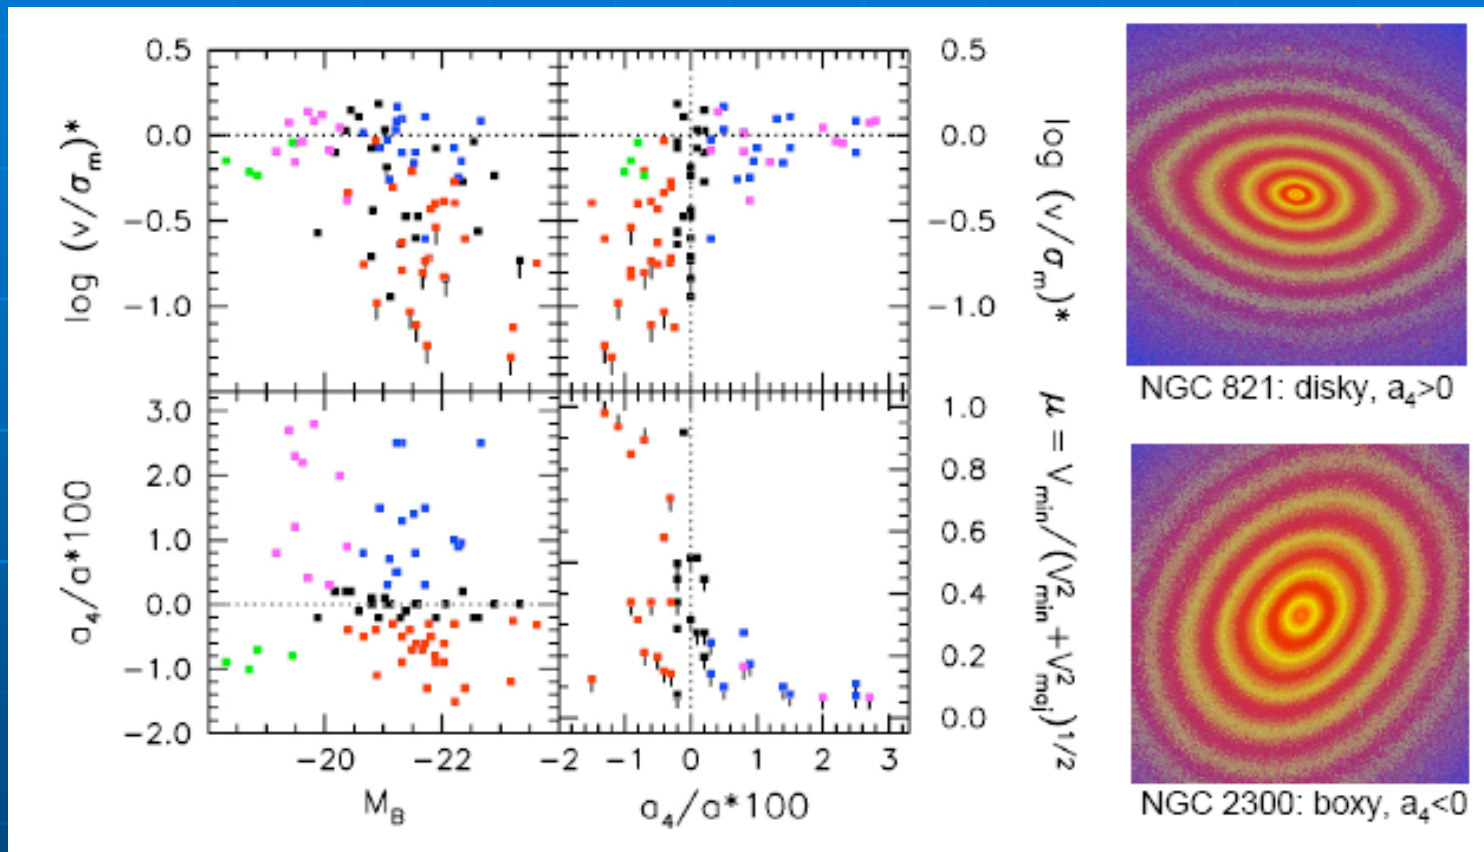 0.5
0.0
−0.5
−1.0
log (v/σm)*
0.5
0.0
−0.5
−1.0
log (v/σm)*
3.0
2.0
1.0
0.0
−1.0
−2.0
a4/a*100
1.0
0.8
0.6
0.4
0.2
0.0
μ = Vmin/(V²min+V²maj)1/2
−20 −22
MB
−2 −1 0 1 2 3
a4/a*100
NGC 821: disky, a4>0
NGC 2300: boxy, a4<0